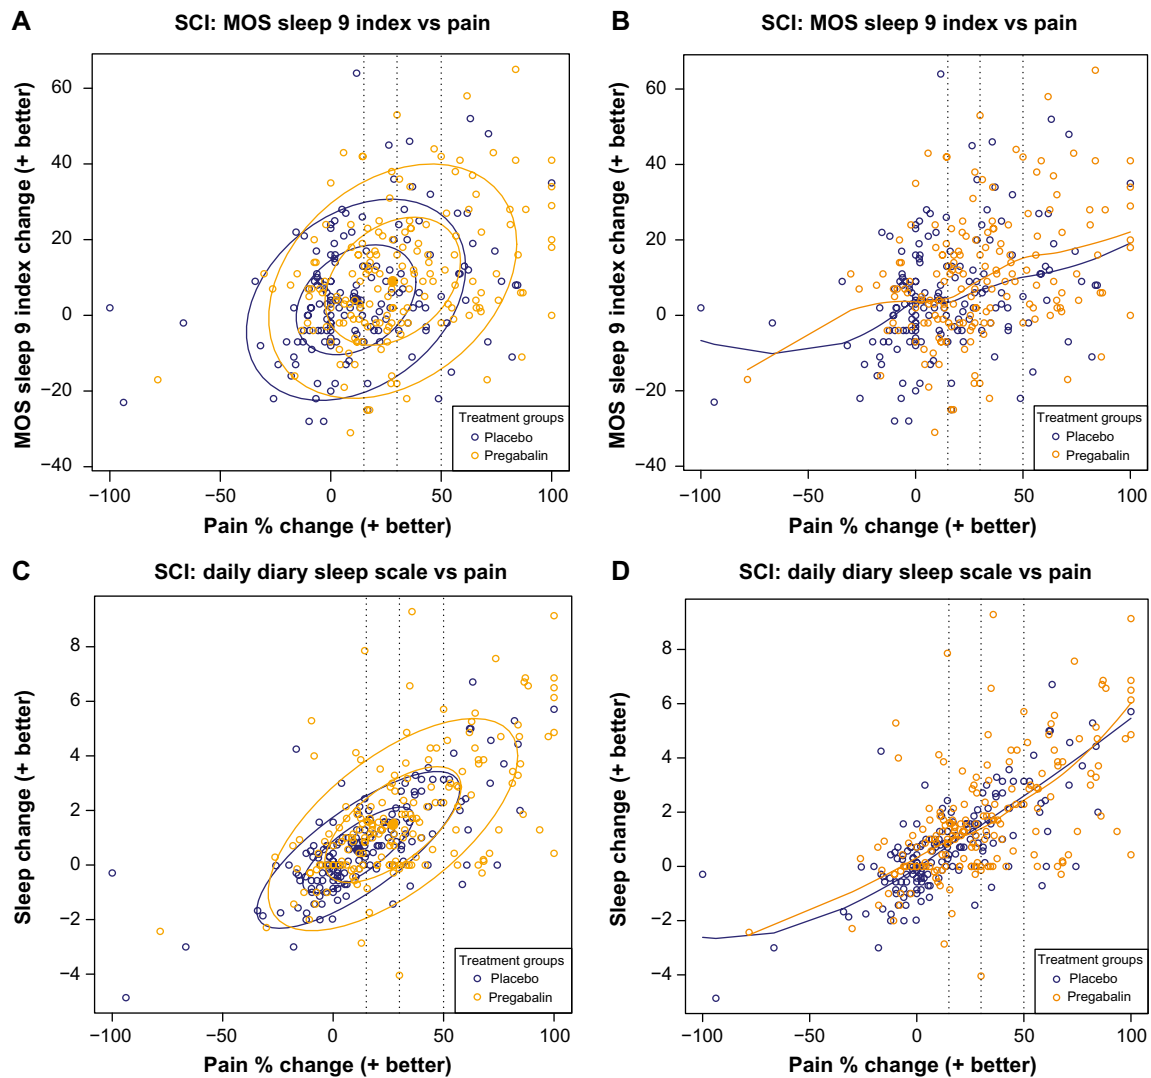 A
SCI: MOS sleep 9 index vs pain
MOS sleep 9 index change (+ better)
60
40
20
0
−20
−40
−100
−50
0
50
100
Pain % change (+ better)
Treatment groups
Placebo
Pregabalin
B
SCI: MOS sleep 9 index vs pain
MOS sleep 9 index change (+ better)
60
40
20
0
−20
−40
−100
−50
0
50
100
Pain % change (+ better)
Treatment groups
Placebo
Pregabalin
C
SCI: daily diary sleep scale vs pain
Sleep change (+ better)
8
6
4
2
0
−2
−4
−100
−50
0
50
100
Pain % change (+ better)
Treatment groups
Placebo
Pregabalin
D
SCI: daily diary sleep scale vs pain
Sleep change (+ better)
8
6
4
2
0
−2
−4
−100
−50
0
50
100
Pain % change (+ better)
Treatment groups
Placebo
Pregabalin